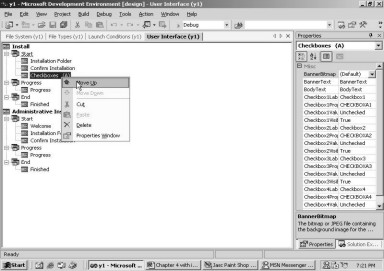 y1 - Microsoft Development Environment [design] - User Interface (y1)
File Edit View Project Build Debug Tools Action Window Help
Debug
File System (y1) | File Types (y1) | Launch Conditions (y1) | User Interface (y1)
Install
Start
Installation Folder
Confirm Installation
Checkboxes (A)
Progress
Progress
End
Finished
Administrative Ins
Start
Welcome
Installation Fo
Confirm Install
Progress
Progress
End
Finished
Move Up
Move Down
Cut
Paste
Delete
Properties Window
Properties
Checkboxes (A)
Misc
BannerBitmap (Default)
BannerText BannerText
BodyText BodyText
Checkbox1Lab Checkbox1
Checkbox1Prop CHECKBOXA1
Checkbox1Valu Unchecked
Checkbox1Visil True
Checkbox2Lab Checkbox2
Checkbox2Prop CHECKBOXA2
Checkbox2Valu Unchecked
Checkbox2Visil True
Checkbox3Lab Checkbox3
Checkbox3Prop CHECKBOXA3
Checkbox3Valu Unchecked
Checkbox3Visil True
Checkbox4Lab Checkbox4
Checkbox4Prop CHECKBOXA4
Checkbox4Valu Unchecked
BannerBitmap
The bitmap or JPEG file containing
the background image for the ...
Properties Solution Ex...
Ready
Start
y1 - Microsoft ...
Chapter 4 with i...
Jasc Paint Shop ...
MSN Messenger ...
7:21 PM